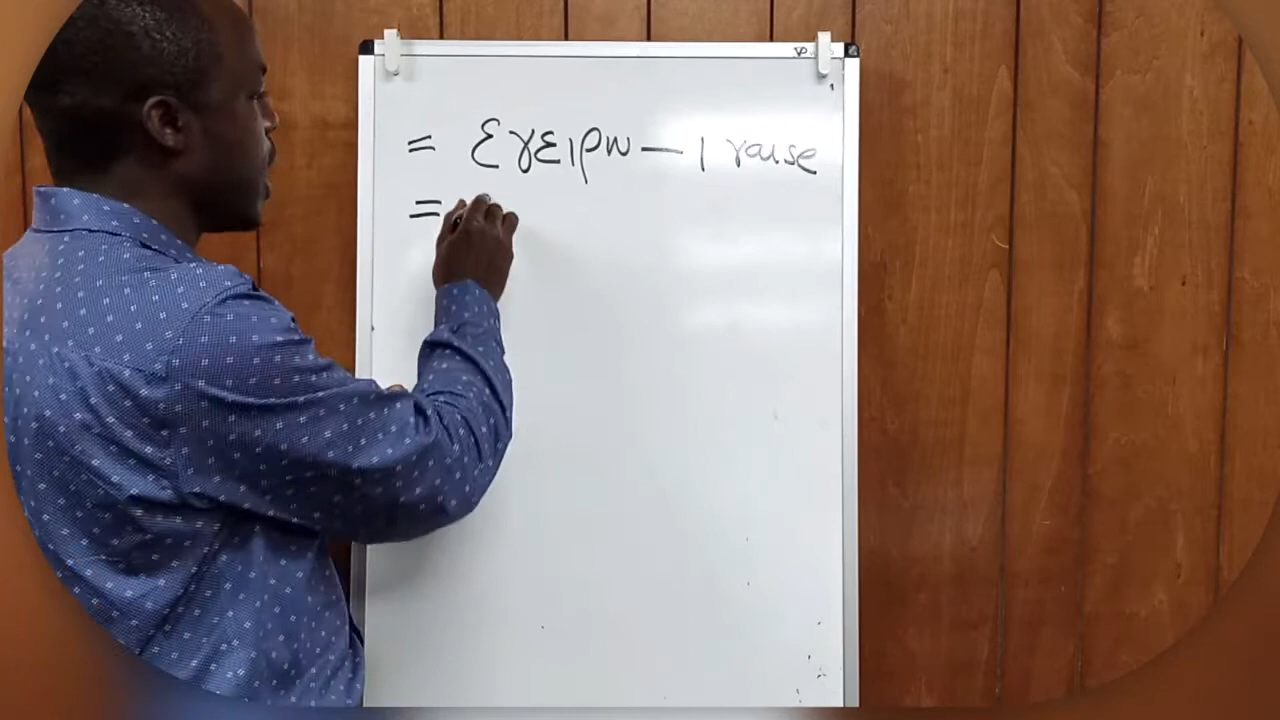 = εγειρω — I raise
=